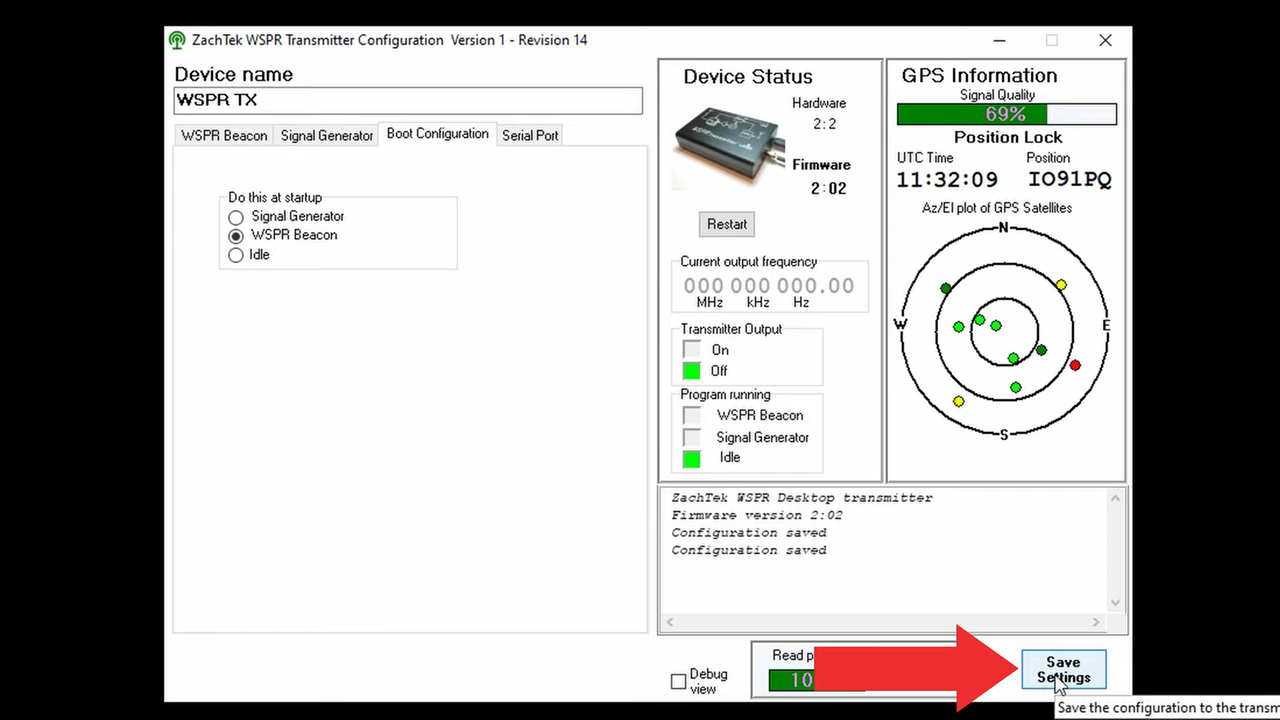 ZachTek WSPR Transmitter Configuration Version 1 - Revision 14
Device name
WSPR TX
WSPR Beacon
Signal Generator
Boot Configuration
Serial Port
Do this at startup
Signal Generator
WSPR Beacon
Idle
Device Status
Hardware
2:2
Firmware
2:02
Restart
Current output frequency
000 000 000.00
MHz kHz Hz
Transmitter Output
On
Off
Program running
WSPR Beacon
Signal Generator
Idle
GPS Information
Signal Quality
69%
Position Lock
UTC Time Position
11:32:09 IO91PQ
Az/El plot of GPS Satellites
N
W E
S
ZachTek WSPR Desktop transmitter
Firmware version 2:02
Configuration saved
Configuration saved
Debug
view
Read
10
Save
Settings
Save the configuration to the